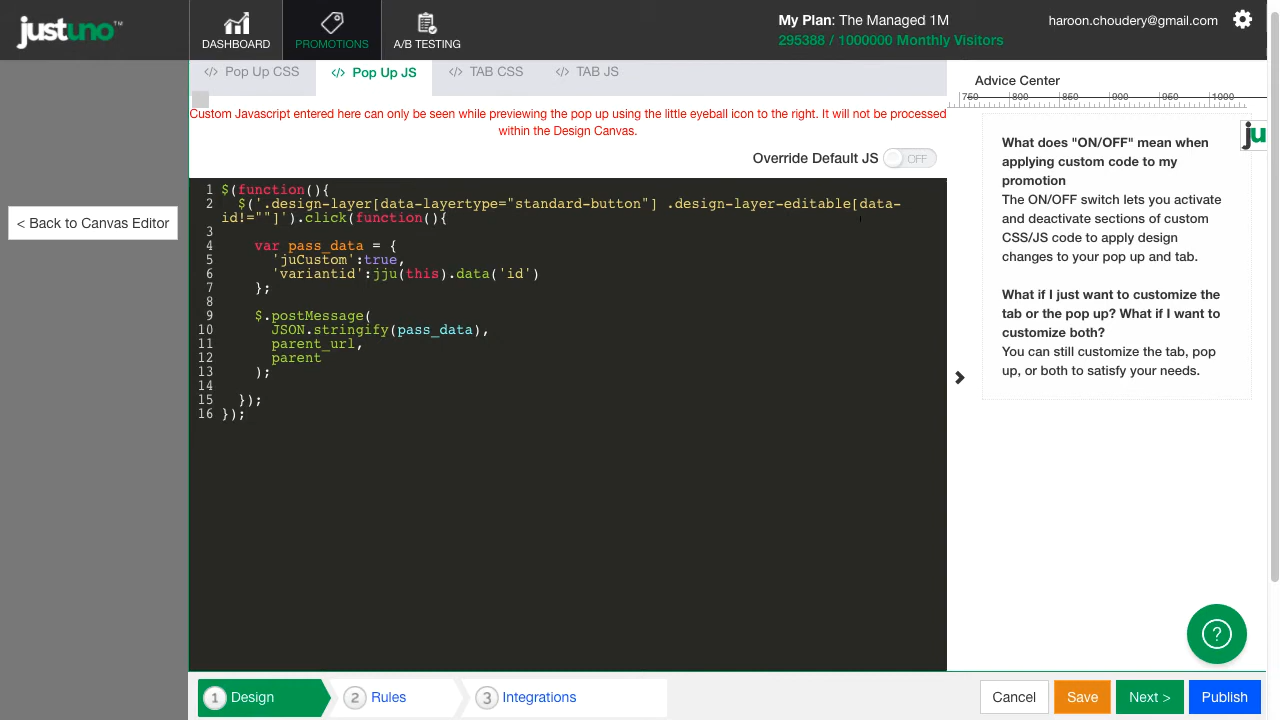 justuno™
DASHBOARD
PROMOTIONS
A/B TESTING
My Plan: The Managed 1M
295388 / 1000000 Monthly Visitors
haroon.choudery@gmail.com
</> Pop Up CSS
</> Pop Up JS
</> TAB CSS
</> TAB JS
Custom Javascript entered here can only be seen while previewing the pop up using the little eyeball icon to the right. It will not be processed
within the Design Canvas.
Override Default JS OFF
< Back to Canvas Editor
1 $(function(){
2 $('.design-layer[data-layertype="standard-button"] .design-layer-editable[data-
id!=""]').click(function(){
3
4 var pass_data = {
5 'juCustom':true,
6 'variantid':jju(this).data('id')
7 };
8
9 $.postMessage(
10 JSON.stringify(pass_data),
11 parent_url,
12 parent
13 );
14
15 });
16 });
Advice Center
750 800 850 900 950 1000
ju
What does "ON/OFF" mean when
applying custom code to my
promotion
The ON/OFF switch lets you activate
and deactivate sections of custom
CSS/JS code to apply design
changes to your pop up and tab.
What if I just want to customize the
tab or the pop up? What if I want to
customize both?
You can still customize the tab, pop
up, or both to satisfy your needs.
?
1 Design
2 Rules
3 Integrations
Cancel
Save
Next >
Publish